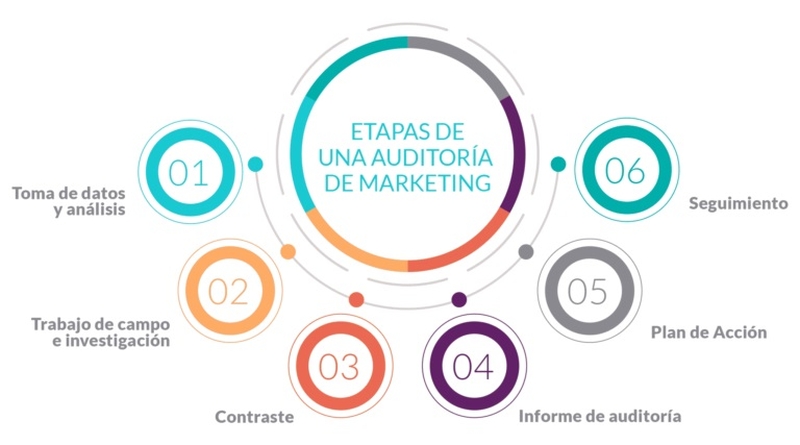 ETAPAS DE
UNA AUDITORÍA
DE MARKETING
01
Toma de datos
y análisis
02
Trabajo de campo
e investigación
03
Contraste
04
Informe de auditoría
05
Plan de Acción
06
Seguimiento